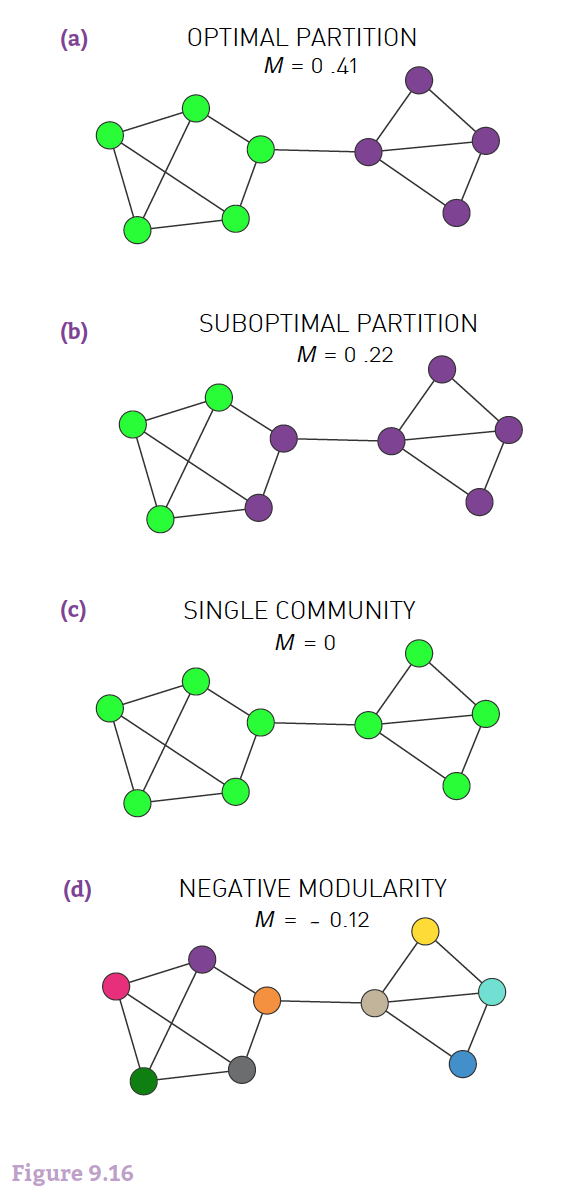 (a)
OPTIMAL PARTITION
M = 0 .41
(b)
SUBOPTIMAL PARTITION
M = 0 .22
(c)
SINGLE COMMUNITY
M = 0
(d)
NEGATIVE MODULARITY
M = - 0.12
Figure 9.16